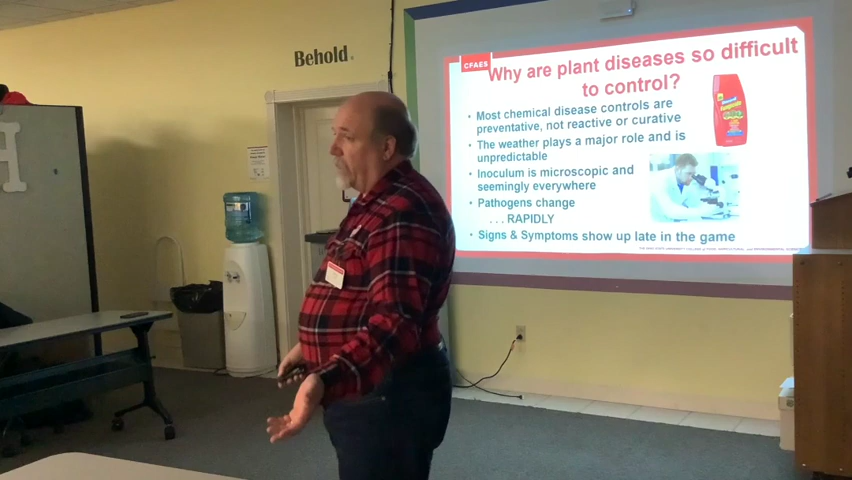 Behold.
CFAES
Why are plant diseases so difficult
to control?
• Most chemical disease controls are
preventative, not reactive or curative
• The weather plays a major role and is
unpredictable
• Inoculum is microscopic and
seemingly everywhere
• Pathogens change
. . . RAPIDLY
• Signs & Symptoms show up late in the game
H